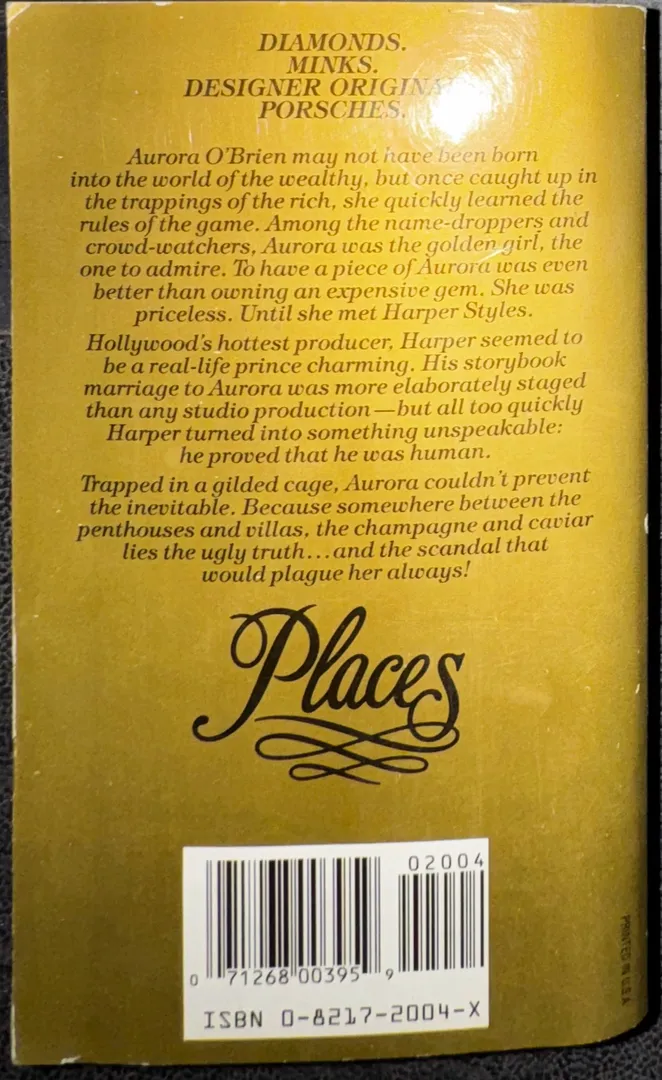 DIAMONDS.
MINKS.
DESIGNER
PORSCHES.
Aurora O'Brien may not have been born
into the world of the wealthy, but once caught up in
the trappings of the rich, she quickly learned the
rules of the game. Among the name-droppers and
crowd-watchers, Aurora was the golden girl, the
one to admire. To have a piece of Aurora was even
better than owning an expensive gem. She was
priceless. Until she met Harper Styles.
Hollywood's hottest producer, Harper seemed to
be a real-life prince charming. His storybook
marriage to Aurora was more elaborately staged
than any studio production—but all too quickly
Harper turned into something unspeakable:
he proved that he was human.
Trapped in a gilded cage, Aurora couldn't prevent
the inevitable. Because somewhere between the
penthouses and villas, the champagne and caviar
lies the ugly truth...and the scandal that
would plague her always!
Places
02004
0 71268 00395 9
ISBN 0-8217-2004-X
PRINTED IN U.S.A.